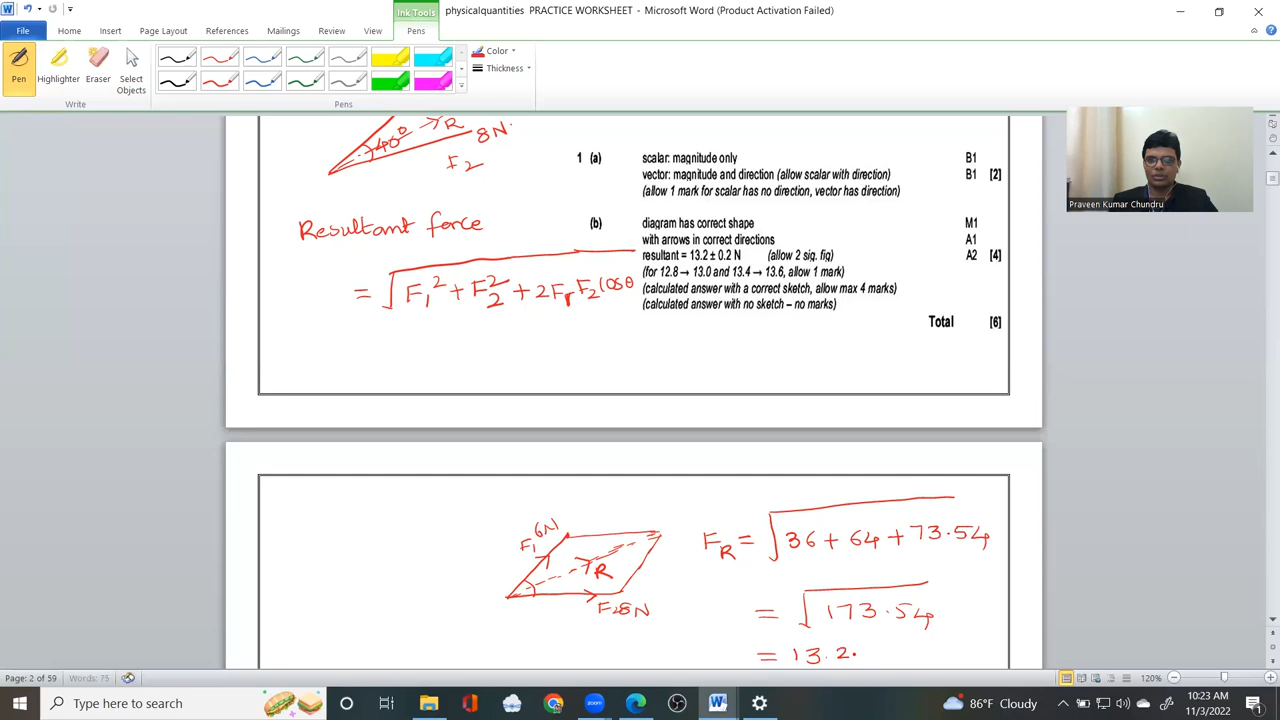 Ink Tools
physicalquantities PRACTICE WORKSHEET - Microsoft Word (Product Activation Failed)
File Home Insert Page Layout References Mailings Review View Pens
Pen Highlighter Eraser Select Objects
Color
Thickness
Write
Pens
40° R 8N
F2
Resultant force
= √F1² + F2² + 2F1F2 cosθ
1 (a) scalar: magnitude only B1
vector: magnitude and direction (allow scalar with direction) B1 [2]
(allow 1 mark for scalar has no direction, vector has direction)
(b) diagram has correct shape M1
with arrows in correct directions A1
resultant = 13.2 ± 0.2 N (allow 2 sig. fig) A2 [4]
(for 12.8 → 13.0 and 13.4 → 13.6, allow 1 mark)
(calculated answer with a correct sketch, allow max 4 marks)
(calculated answer with no sketch – no marks)
Total [6]
Praveen Kumar Chundru
F1 6N
R
F2 8N
FR = √36 + 64 + 73.54
= √173.54
= 13.2.
Page: 2 of 59 Words: 75 120%
Type here to search
86°F Cloudy
10:23 AM
11/3/2022